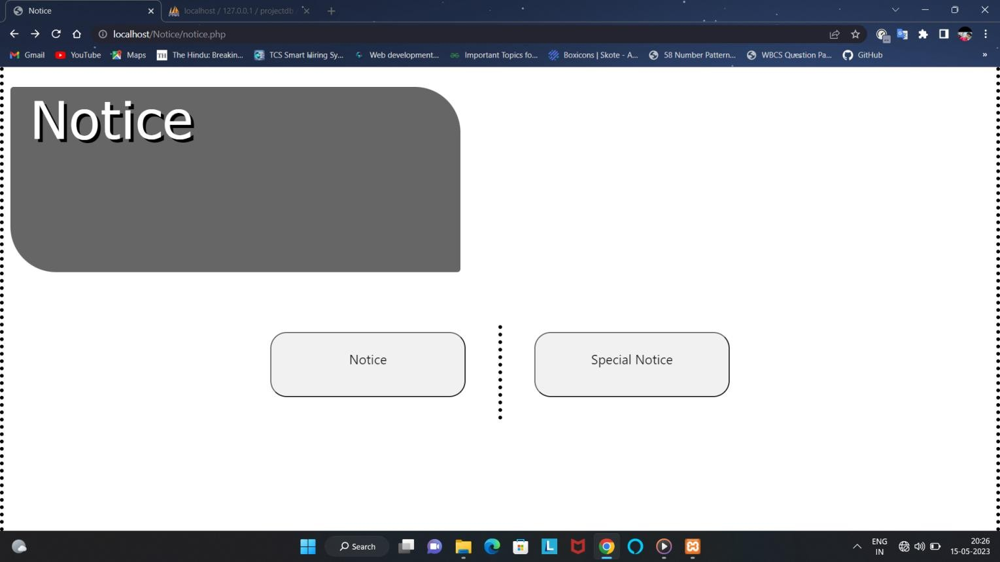 Notice
localhost / 127.0.0.1 / projectdb
localhost/Notice/notice.php
Gmail YouTube Maps TH The Hindu: Breakin... TCS Smart Hiring Sy... Web development... Important Topics fo... Boxicons | Skote - A... 58 Number Pattern... WBCS Question Pa... GitHub »
Notice
Notice
Special Notice
Search
L
ENG
IN
20:26
15-05-2023